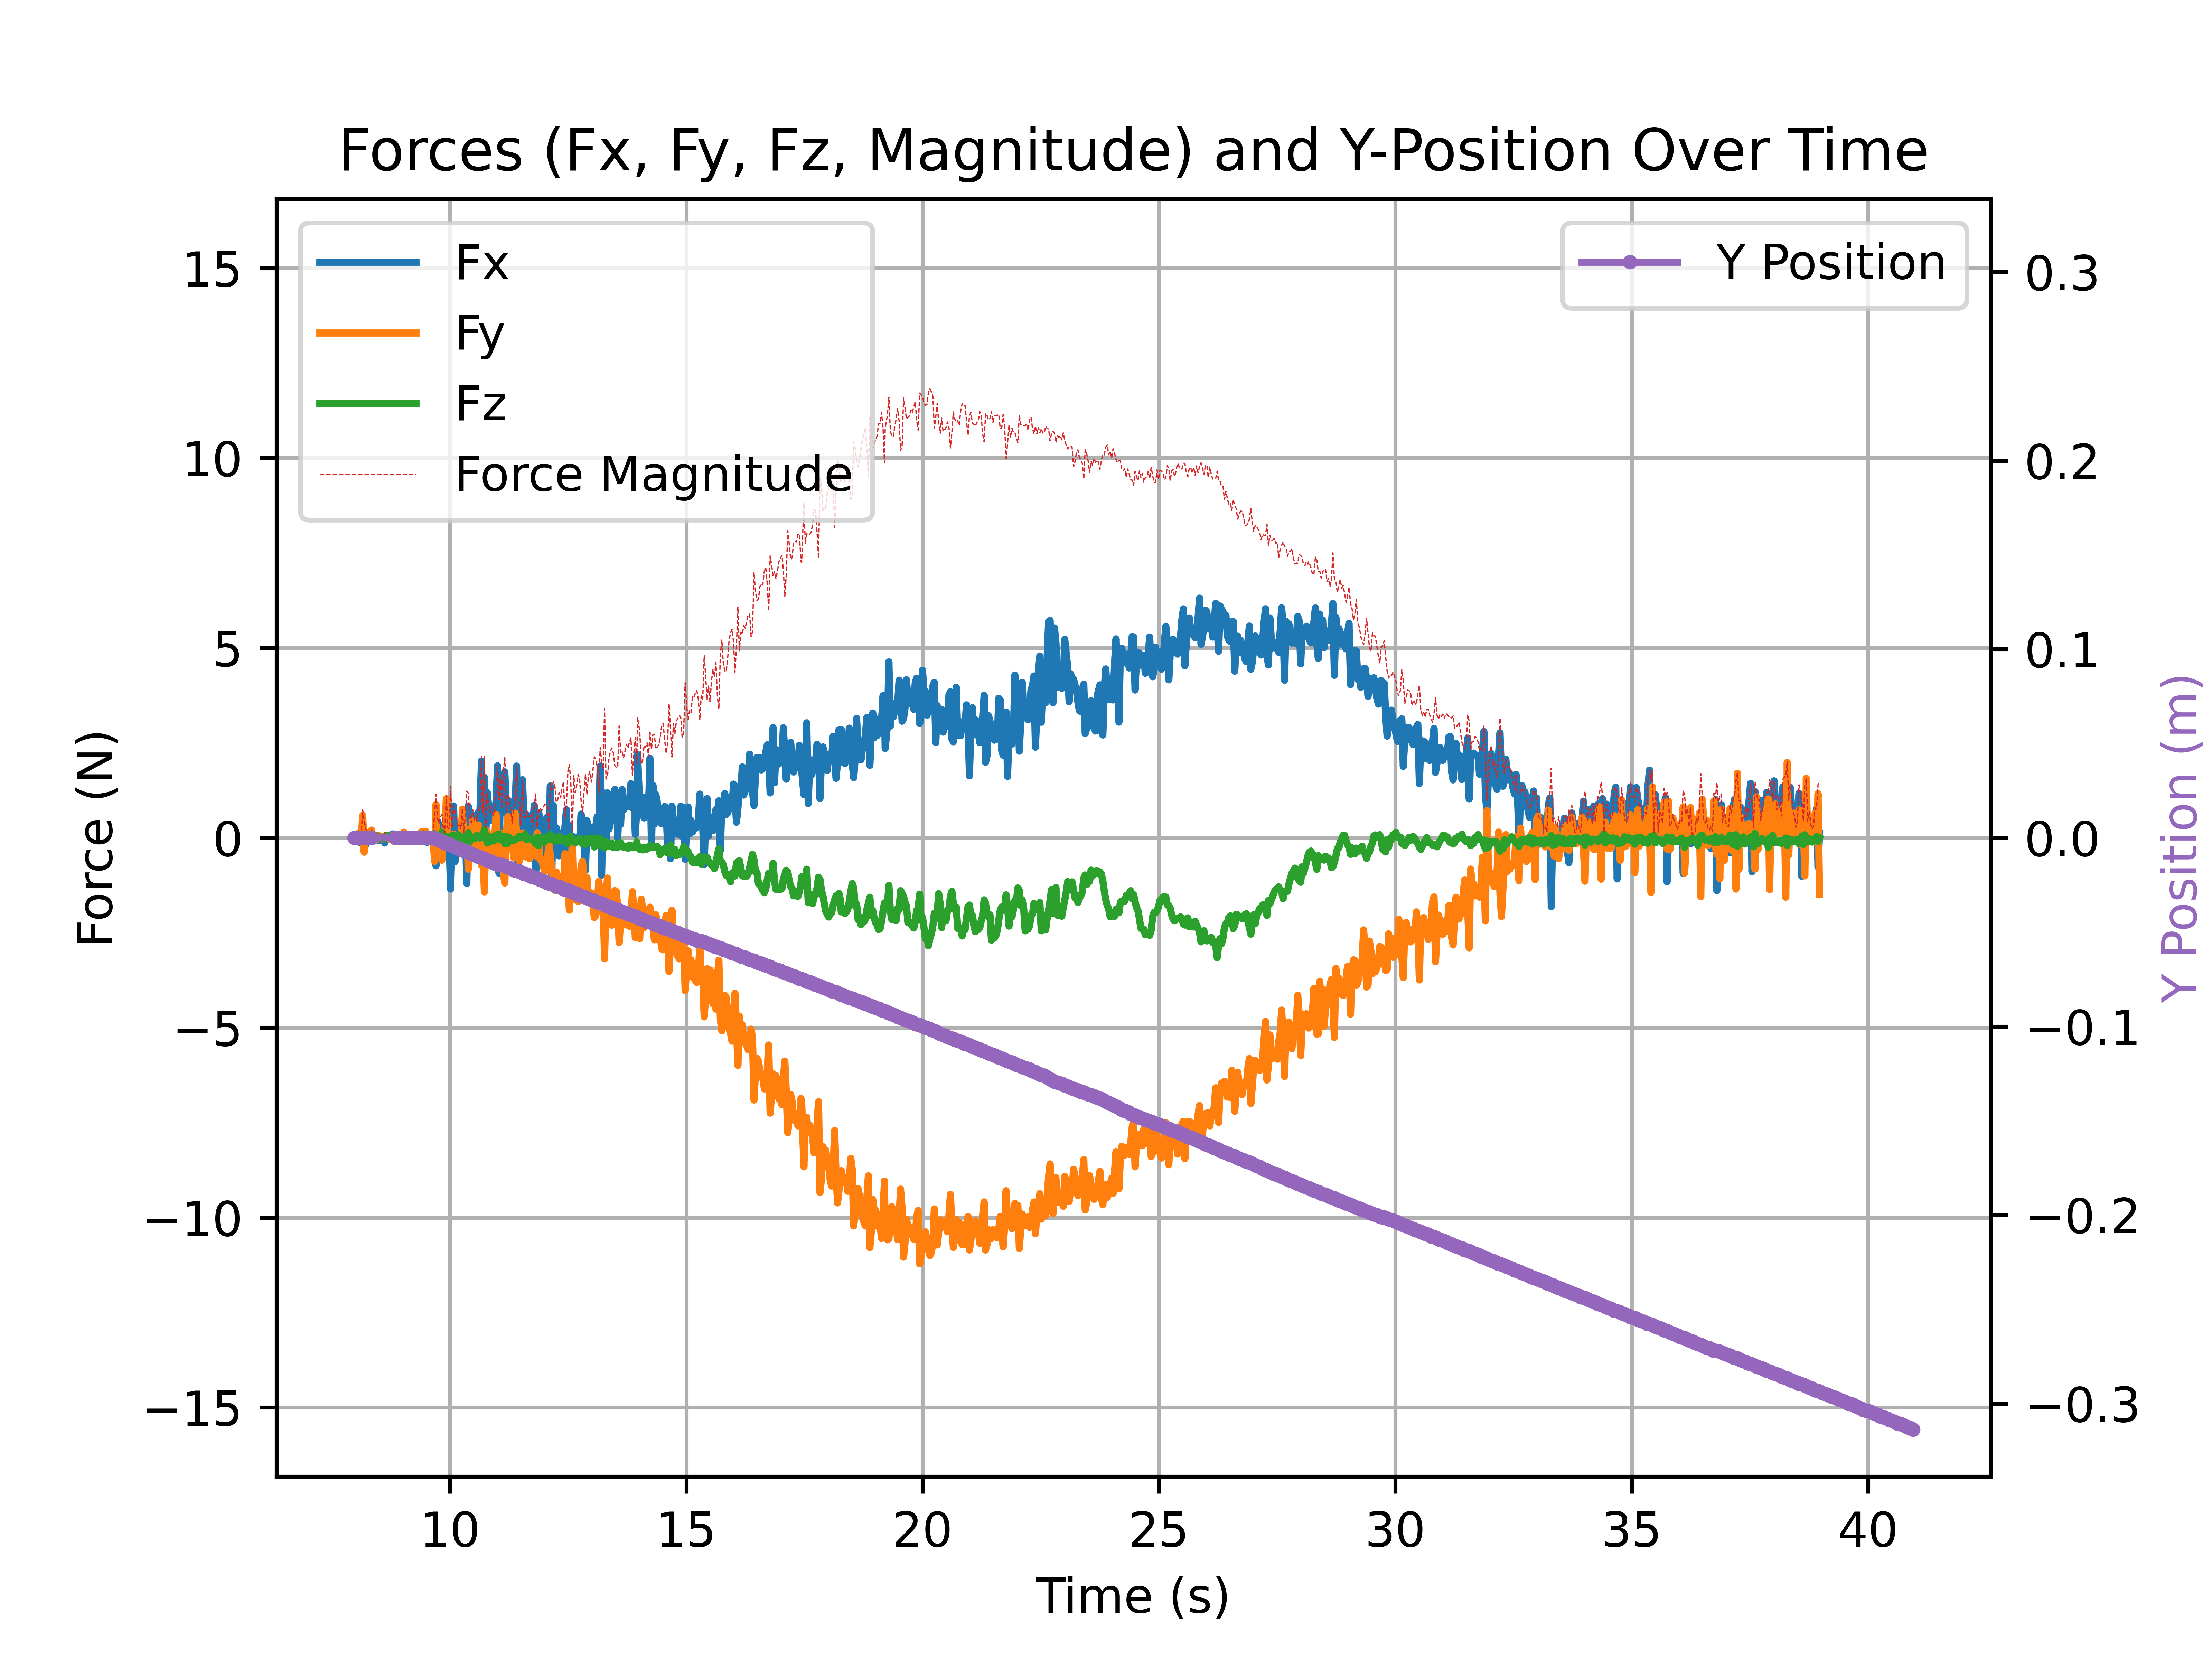 Forces (Fx, Fy, Fz, Magnitude) and Y-Position Over Time
Fx
Fy
Fz
Force Magnitude
Y Position
15
10
5
0
−5
−10
−15
Force (N)
0.3
0.2
0.1
0.0
−0.1
−0.2
−0.3
Y Position (m)
10 15 20 25 30 35 40
Time (s)